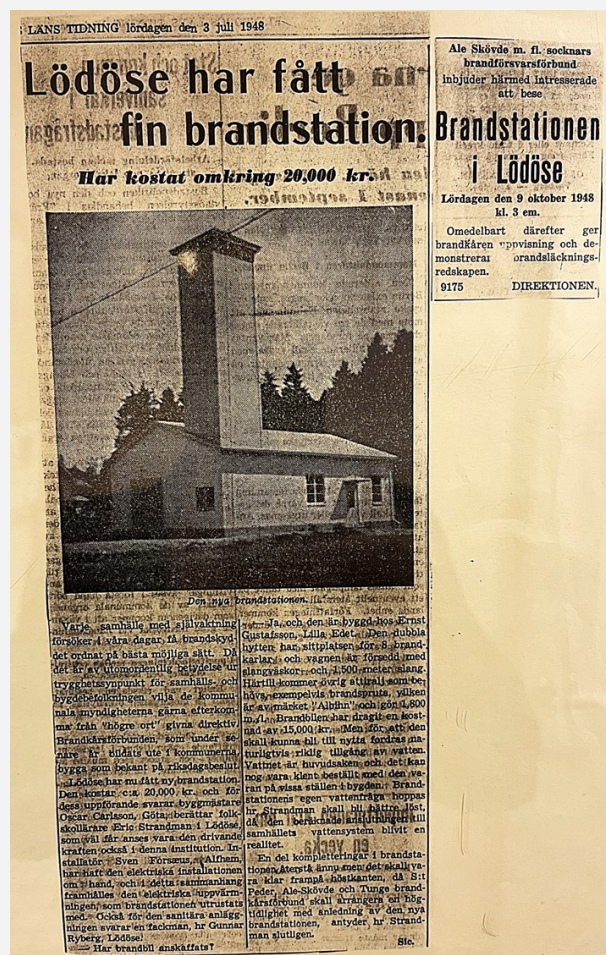 LÄNS TIDNING lördagen den 3 juli 1948
Lödöse har fått
fin brandstation.
Har kostat omkring 20,000 kr.
Den nya brandstationen.
Varje samhälle med självaktning
försöker i våra dagar få brandskyd-
det ordnat på bästa möjliga sätt. Då
det är av utomordentlig betydelse ur
trygghetssynpunkt för samhälls- och
bygdebefolkningen vilja de kommu-
nala myndigheterna gärna efterkom-
ma från "högre ort" givna direktiv.
Brandkårsförbunden, som under se-
nare år bildats ute i kommunerna,
bygga som bekant på riksdagsbeslut.
Lödöse har nu fått ny brandstation.
Den kostar c:a 20,000 kr. och för
dess uppförande svarar byggmästare
Oscar Carlsson, Göta, berättar folk-
skollärare Eric Strandman i Lödöse,
som väl får anses vara den drivande
kraften också i denna institution. In-
stallatör Sven Forsæus, Alfhem,
har haft den elektriska installationen
om hand, och i detta sammanhang
framhålles den elektriska uppvärm-
ningen, som brandstationen utrustats
med. Också för den sanitära anlägg-
ningen svarar en fackman, hr Gunnar
Ryberg, Lödöse.
— Har brandbil anskaffats?
— Ja, och den är byggd hos Ernst
Gustafsson, Lilla Edet. Den dubbla
hytten har sittplatser för 8 brand-
karlar och vagnen är försedd med
slangväskor och 1,500 meter slang.
Härtill kommer övrig attiralj som be-
hövs, exempelvis brandspruta, vilken
är av märket "Albihn" och gör 1,800
m./l. Brandbilen har dragit en kost-
nad av 15,000 kr. Men för att den
skall kunna bli till nytta fordras na-
turligtvis riklig tillgång av vatten.
Vattnet är huvudsaken och det kan
nog vara klent beställt med den va-
ran på vissa ställen i bygden. Brand-
stationens egen vattenfråga hoppas
hr Strandman skall bli bättre löst,
då den beräknade anslutningen till
samhällets vattensystem blivit en
realitet.
En del kompletteringar i brandsta-
tionen återstå ännu men det skall va-
ra klar frampå höstkanten, då S:t
Peder, Ale-Skövde och Tunge brand-
kårsförbund skall arrangera en hög-
tidlighet med anledning av den nya
brandstationen, antyder hr Strand-
man slutligen.
Sic.
Ale Skövde m. fl. socknars
brandförsvarsförbund
inbjuder härmed intresserade
att bese
Brandstationen
i Lödöse
Lördagen den 9 oktober 1948
kl. 3 em.
Omedelbart därefter ger
brandkåren uppvisning och de-
monstrerar brandsläcknings-
redskapen.
9175 DIREKTIONEN.